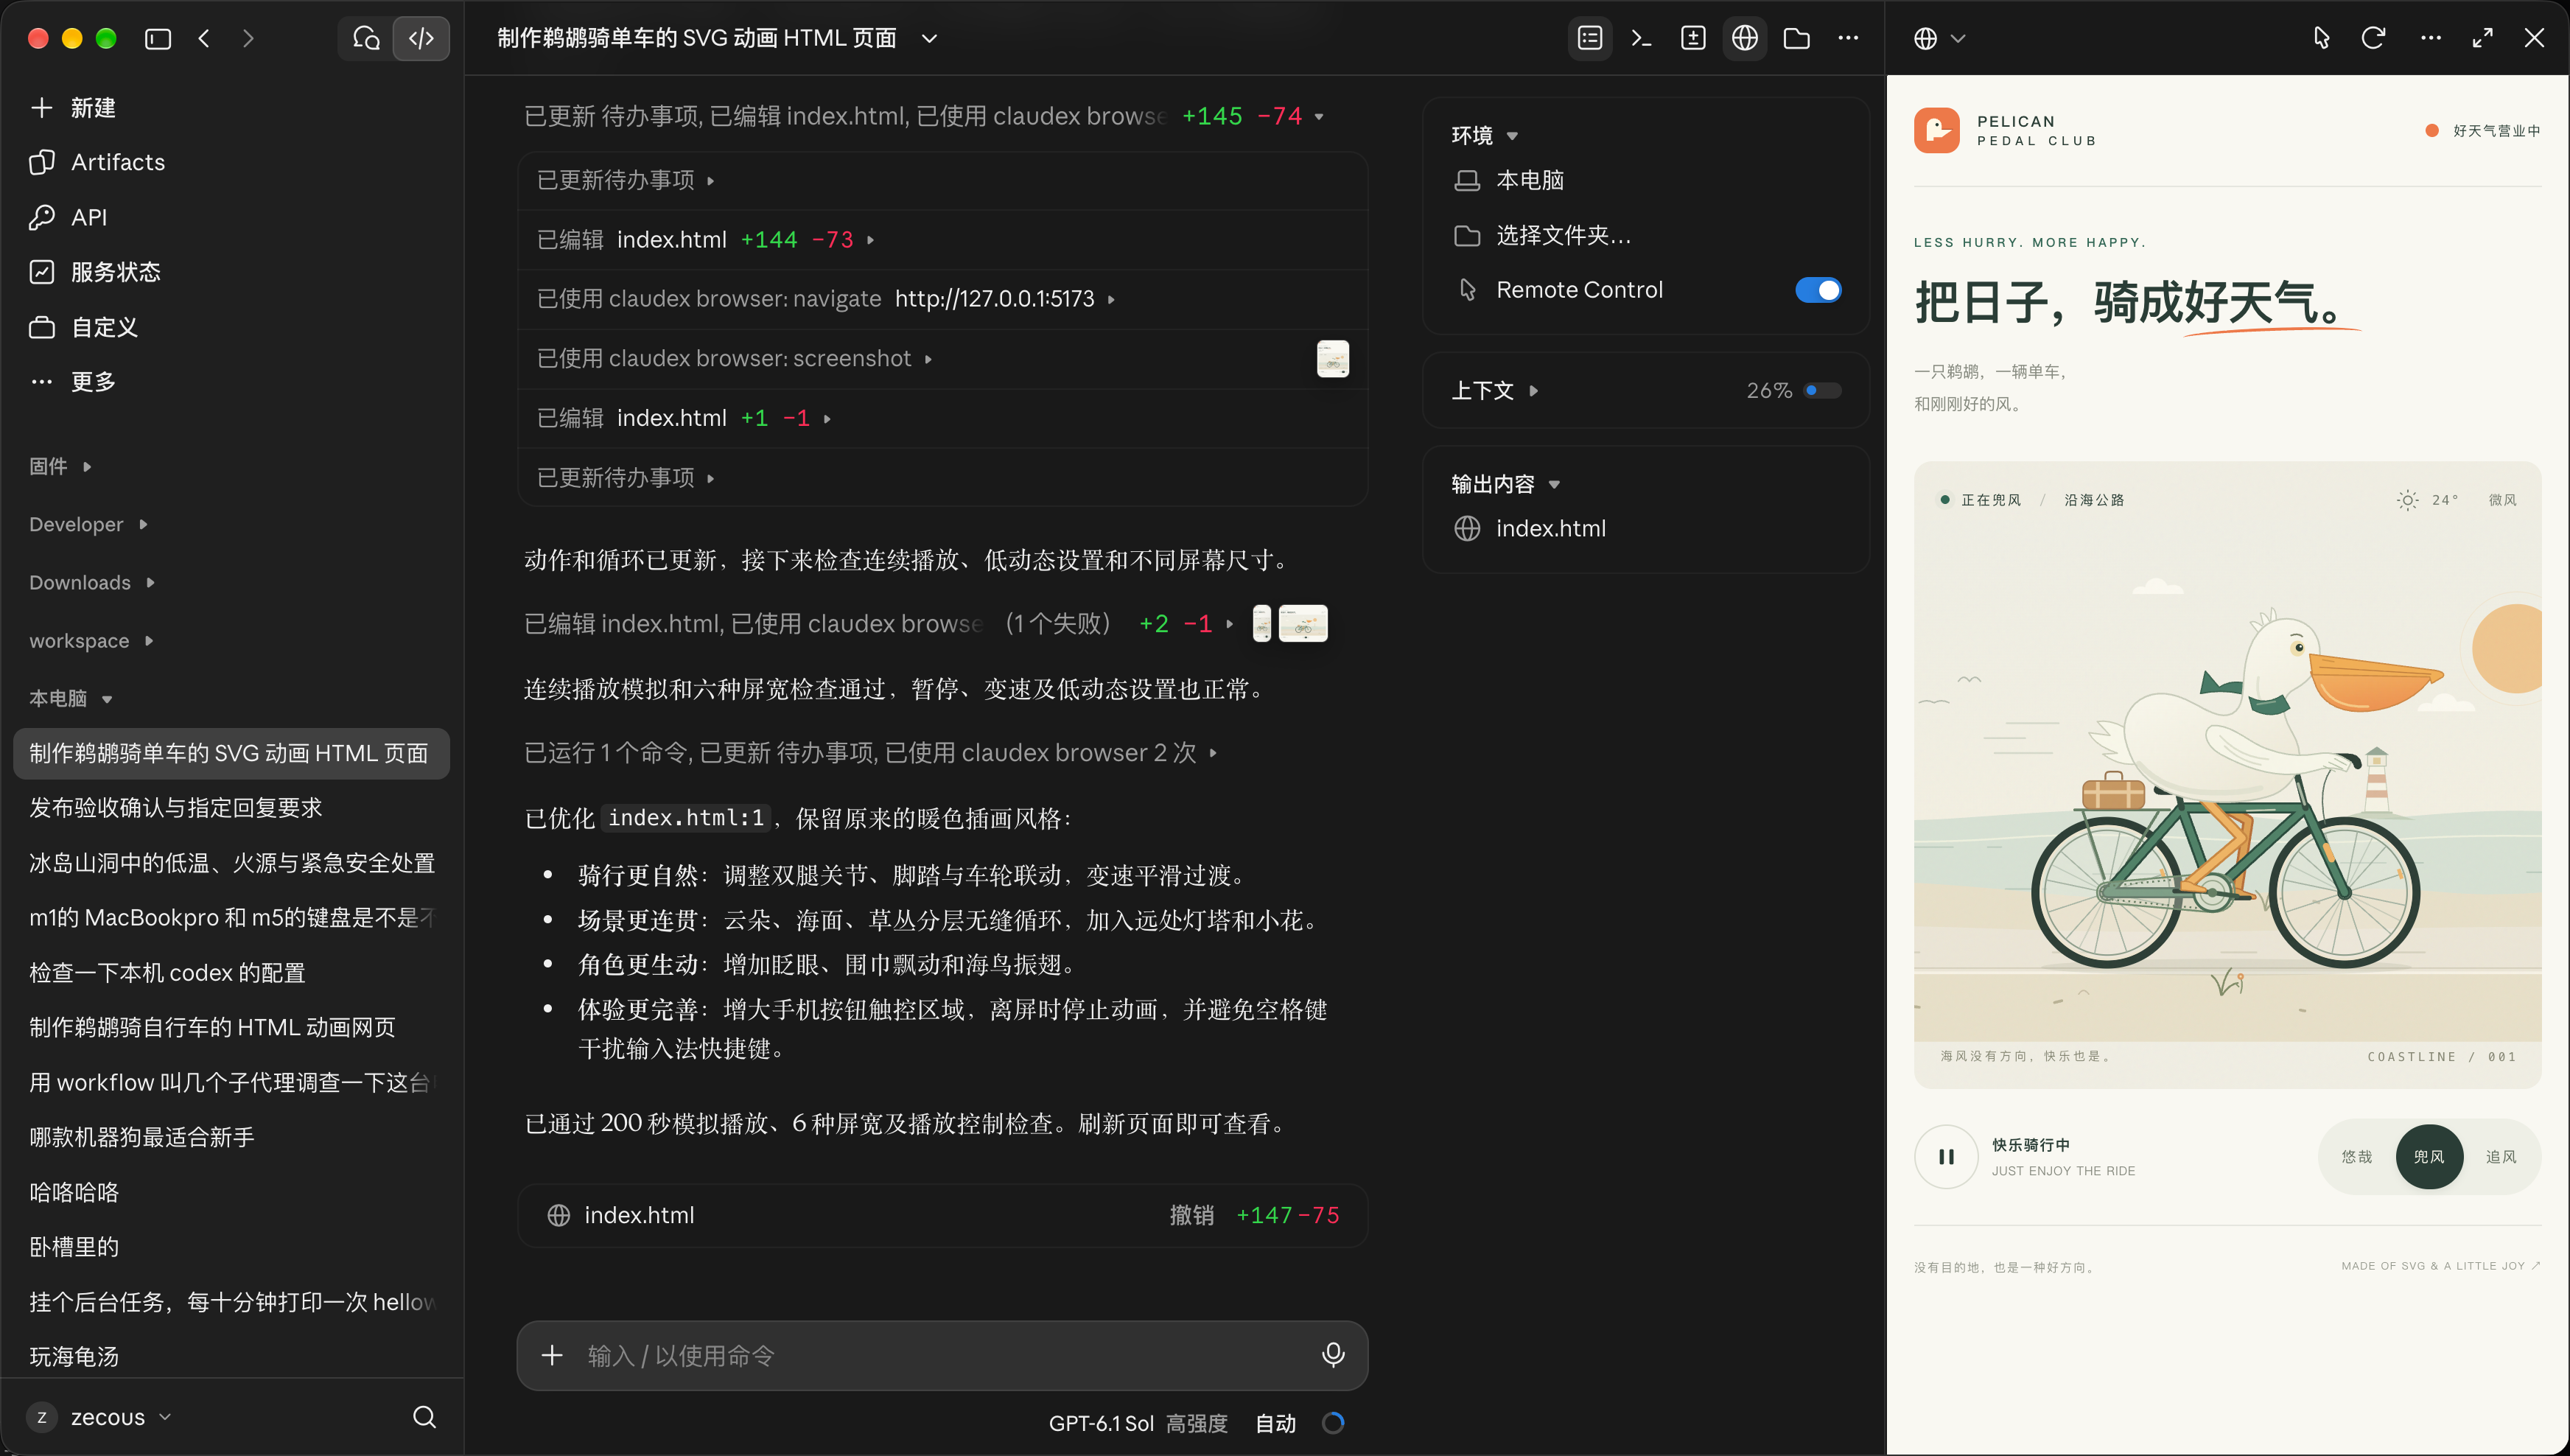 新建
Artifacts
API
服务状态
自定义
更多
固件
Developer
Downloads
workspace
本电脑
制作鹈鹕骑单车的 SVG 动画 HTML 页面
发布验收确认与指定回复要求
冰岛山洞中的低温、火源与紧急安全处置
m1的 MacBookpro 和 m5的键盘是不是
检查一下本机 codex 的配置
制作鹈鹕骑自行车的 HTML 动画网页
用 workflow 叫几个子代理调查一下这台
哪款机器狗最适合新手
哈咯哈咯
卧槽里的
挂个后台任务，每十分钟打印一次 hellow
玩海龟汤
Z zecous
制作鹈鹕骑单车的 SVG 动画 HTML 页面
已更新 待办事项, 已编辑 index.html, 已使用 claudex browse +145 -74
已更新待办事项
已编辑 index.html +144 -73
已使用 claudex browser: navigate http://127.0.0.1:5173
已使用 claudex browser: screenshot
已编辑 index.html +1 -1
已更新待办事项
动作和循环已更新，接下来检查连续播放、低动态设置和不同屏幕尺寸。
已编辑 index.html, 已使用 claudex browse （1 个失败） +2 -1
连续播放模拟和六种屏宽检查通过，暂停、变速及低动态设置也正常。
已运行 1 个命令, 已更新 待办事项, 已使用 claudex browser 2 次
已优化 index.html:1，保留原来的暖色插画风格：
• 骑行更自然：调整双腿关节、脚踏与车轮联动，变速平滑过渡。
• 场景更连贯：云朵、海面、草丛分层无缝循环，加入远处灯塔和小花。
• 角色更生动：增加眨眼、围巾飘动和海鸟振翅。
• 体验更完善：增大手机按钮触控区域，离屏时停止动画，并避免空格键
干扰输入法快捷键。
已通过 200 秒模拟播放、6 种屏宽及播放控制检查。刷新页面即可查看。
index.html 撤销 +147 -75
输入 / 以使用命令
GPT-6.1 Sol 高强度 自动
环境
本电脑
选择文件夹...
Remote Control
上下文 26%
输出内容
index.html
PELICAN
PEDAL CLUB
好天气营业中
LESS HURRY. MORE HAPPY.
把日子，骑成好天气。
一只鹈鹕，一辆单车，
和刚刚好的风。
正在兜风 / 沿海公路 24° 微风
海风没有方向，快乐也是。 COASTLINE / 001
快乐骑行中
JUST ENJOY THE RIDE
悠哉 兜风 追风
没有目的地，也是一种好方向。 MADE OF SVG & A LITTLE JOY ↗